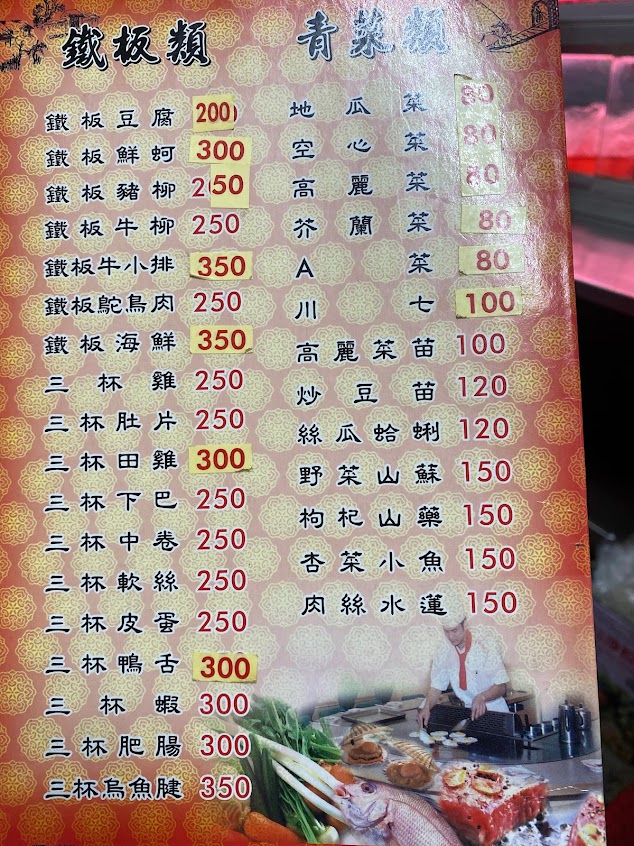 鐵板類
鐵板豆腐 200
鐵板鮮蚵 300
鐵板豬柳 250
鐵板牛柳 250
鐵板牛小排 350
鐵板鴕鳥肉 250
鐵板海鮮 350
三杯雞 250
三杯肚片 250
三杯田雞 300
三杯下巴 250
三杯中卷 250
三杯軟絲 250
三杯皮蛋 250
三杯鴨舌 300
三杯蝦 300
三杯肥腸 300
三杯烏魚腱 350
青菜類
地瓜菜 80
空心菜 80
高麗菜 80
芥蘭菜 80
A菜 80
川七 100
高麗菜苗 100
炒豆苗 120
絲瓜蛤蜊 120
野菜山蘇 150
枸杞山藥 150
杏菜小魚 150
肉絲水蓮 150